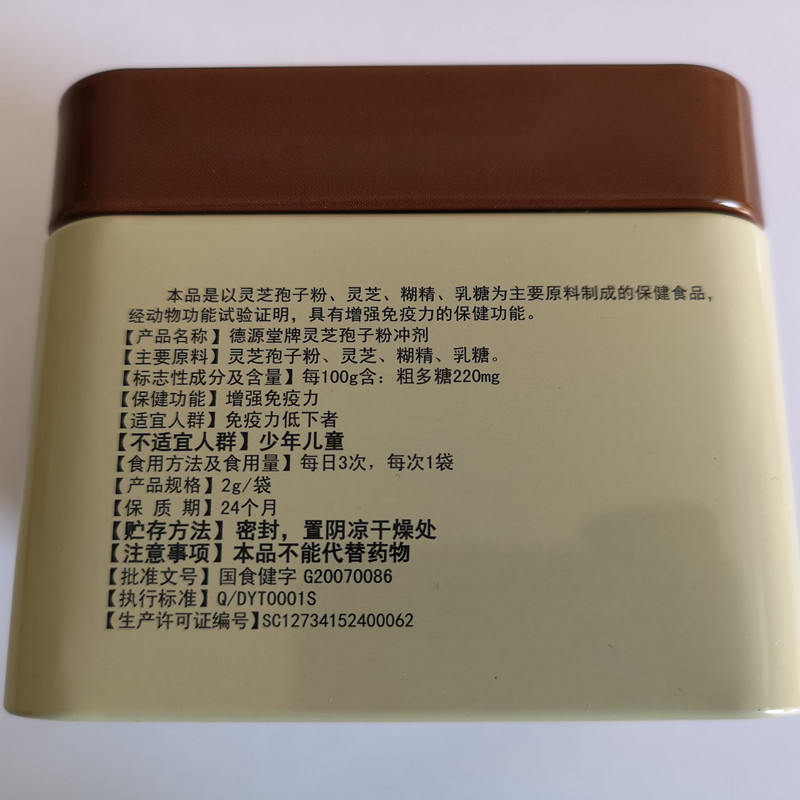 本品是以灵芝孢子粉、灵芝、糊精、乳糖为主要原料制成的保健食品，
经动物功能试验证明，具有增强免疫力的保健功能。
【产品名称】德源堂牌灵芝孢子粉冲剂
【主要原料】灵芝孢子粉、灵芝、糊精、乳糖。
【标志性成分及含量】每100g含：粗多糖220mg
【保健功能】增强免疫力
【适宜人群】免疫力低下者
【不适宜人群】少年儿童
【食用方法及食用量】每日3次，每次1袋
【产品规格】2g/袋
【保 质 期】24个月
【贮存方法】密封，置阴凉干燥处
【注意事项】本品不能代替药物
【批准文号】国食健字 G20070086
【执行标准】Q/DYT0001S
【生产许可证编号】SC12734152400062